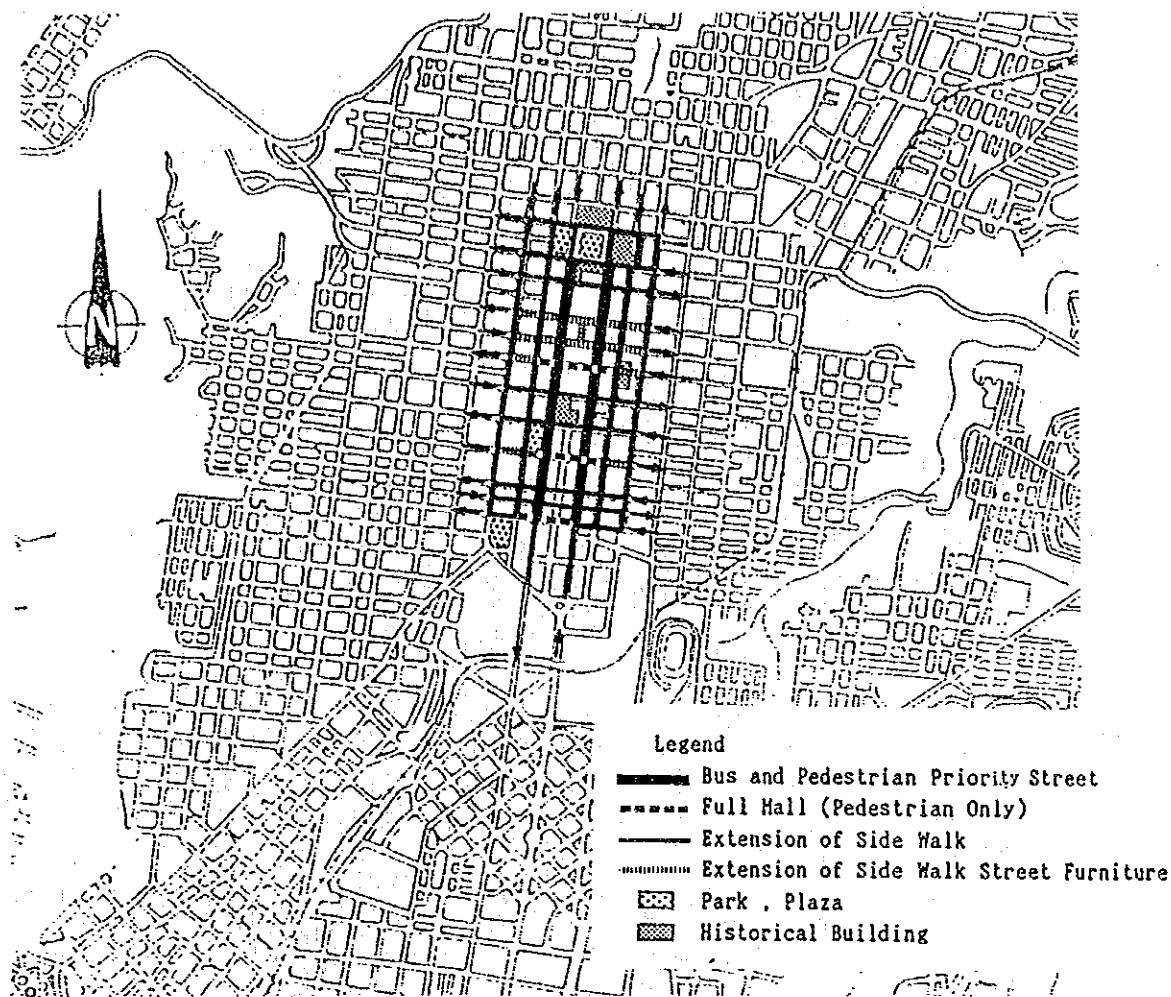 N
Legend
Bus and Pedestrian Priority Street
Full Hall (Pedestrian Only)
Extension of Side Walk
Extension of Side Walk Street Furniture
Park , Plaza
Historical Building